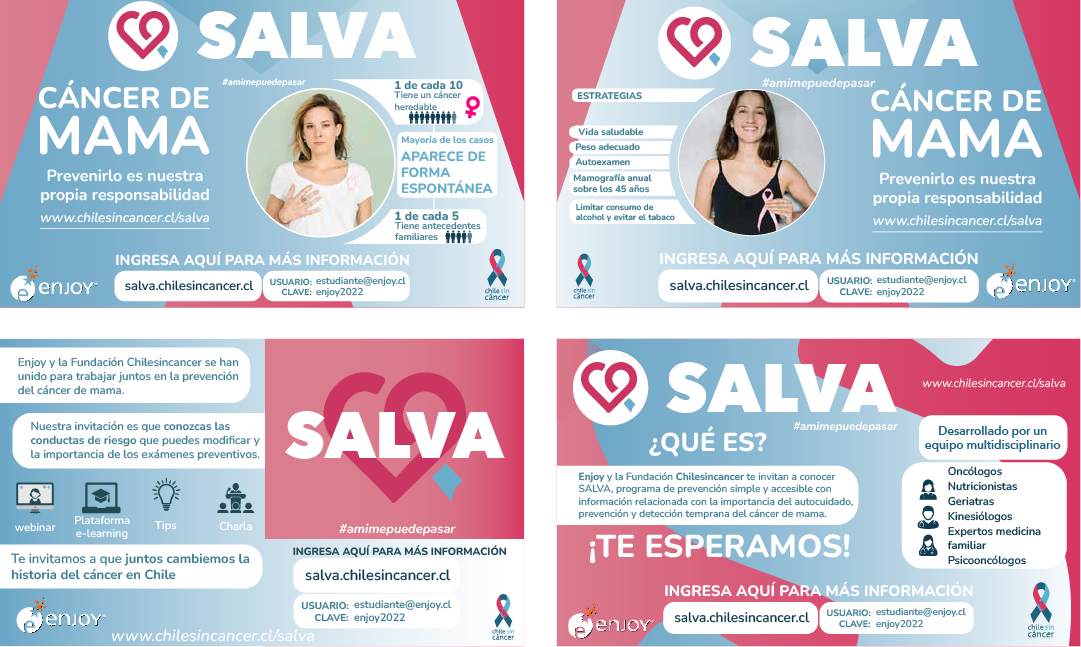 SALVA
#amimepuedepasar
CÁNCER DE
MAMA
Prevenirlo es nuestra
propia responsabilidad
www.chilesincancer.cl/salva
1 de cada 10
Tiene un cáncer
heredable
Mayoría de los casos
APARECE DE
FORMA
ESPONTÁNEA
1 de cada 5
Tiene antecedentes
familiares
INGRESA AQUÍ PARA MÁS INFORMACIÓN
enjoy
salva.chilesincancer.cl
USUARIO: estudiante@enjoy.cl
CLAVE: enjoy2022
chile sin
cáncer
SALVA
#amimepuedepasar
ESTRATEGIAS
Vida saludable
Peso adecuado
Autoexamen
Mamografía anual
sobre los 45 años
Limitar consumo de
alcohol y evitar el tabaco
CÁNCER DE
MAMA
Prevenirlo es nuestra
propia responsabilidad
www.chilesincancer.cl/salva
INGRESA AQUÍ PARA MÁS INFORMACIÓN
chile sin
cáncer
salva.chilesincancer.cl
USUARIO: estudiante@enjoy.cl
CLAVE: enjoy2022
enjoy
Enjoy y la Fundación Chilesincancer se han
unido para trabajar juntos en la prevención
del cáncer de mama.
Nuestra invitación es que conozcas las
conductas de riesgo que puedes modificar y
la importancia de los exámenes preventivos.
webinar
Plataforma
e-learning
Tips
Charla
Te invitamos a que juntos cambiemos la
historia del cáncer en Chile
enjoy
www.chilesincancer.cl/salva
SALVA
#amimepuedepasar
INGRESA AQUÍ PARA MÁS INFORMACIÓN
salva.chilesincancer.cl
USUARIO: estudiante@enjoy.cl
CLAVE: enjoy2022
chile sin
cáncer
SALVA
#amimepuedepasar
www.chilesincancer.cl/salva
¿QUÉ ES?
Enjoy y la Fundación Chilesincancer te invitan a conocer
SALVA, programa de prevención simple y accesible con
información relacionada con la importancia del autocuidado,
prevención y detección temprana del cáncer de mama.
¡TE ESPERAMOS!
Desarrollado por un
equipo multidisciplinario
Oncólogos
Nutricionistas
Geriatras
Kinesiólogos
Expertos medicina
familiar
Psicooncólogos
INGRESA AQUÍ PARA MÁS INFORMACIÓN
enjoy
salva.chilesincancer.cl
USUARIO: estudiante@enjoy.cl
CLAVE: enjoy2022
chile sin
cáncer